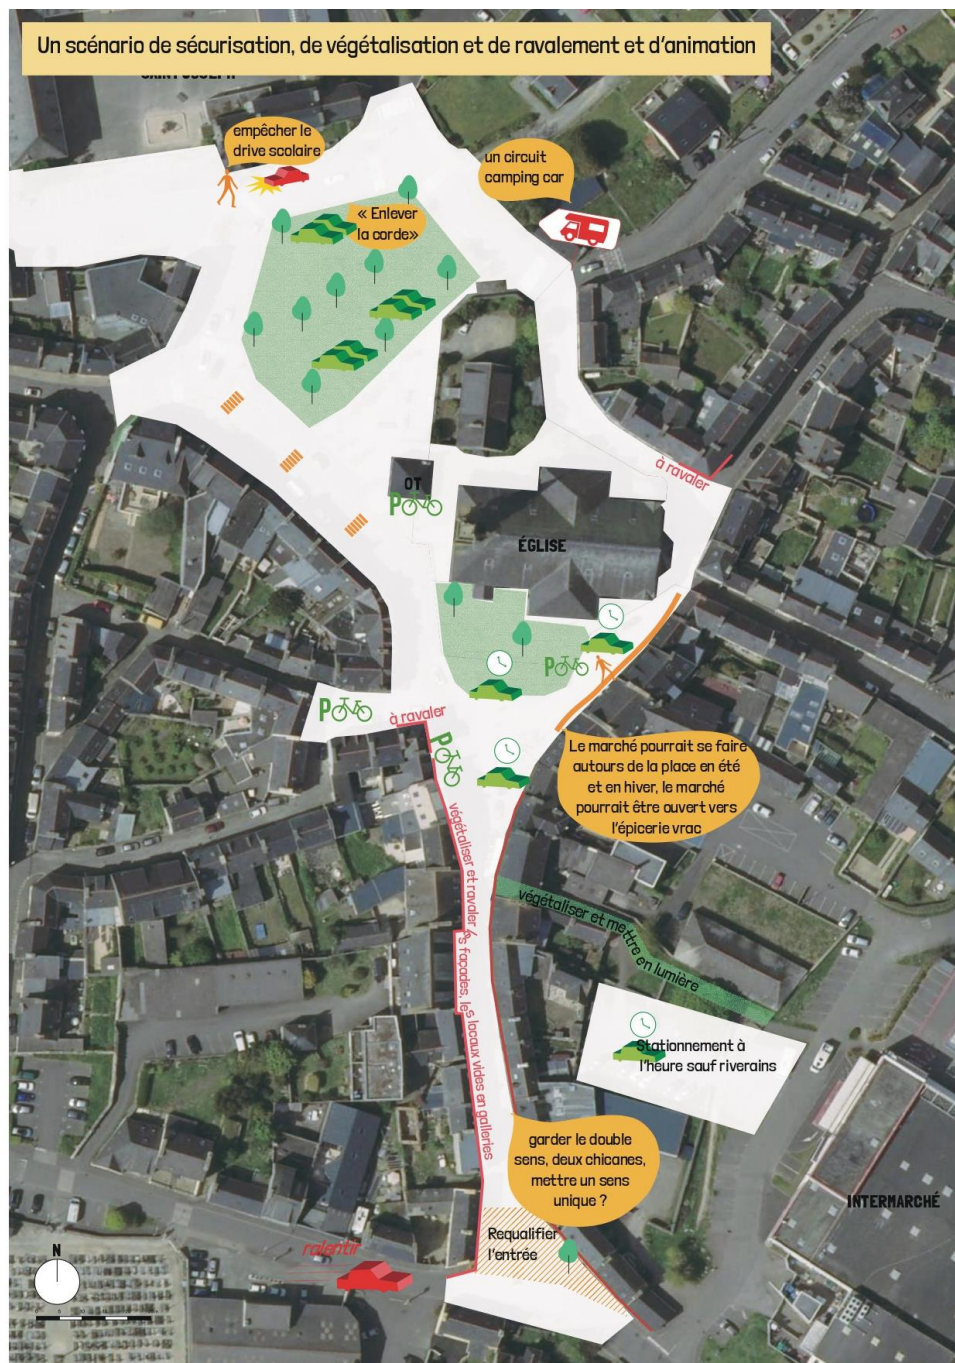 Un scénario de sécurisation, de végétalisation et de ravalement et d'animation
SAINT JOSEPH
empêcher le
drive scolaire
un circuit
camping car
« Enlever
la corde»
à ravaler
OT
P
ÉGLISE
P
P
à ravaler
P
Le marché pourrait se faire
autours de la place en été
et en hiver, le marché
pourrait être ouvert vers
l'épicerie vrac
végétaliser et ravaler
s façades, les locaux vides en galleries
végétaliser et mettre en lumière
Stationnement à
l'heure sauf riverains
garder le double
sens, deux chicanes,
mettre un sens
unique ?
INTERMARCHÉ
Requalifier
l'entrée
ralentir
N